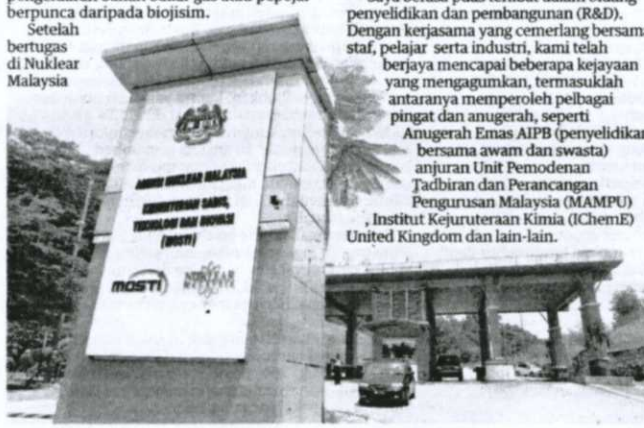 berpunca daripada biojisim.
Setelah
bertugas
di Nuklear
Malaysia
penyelidikan dan pembangunan (R&D).
Dengan kerjasama yang cemerlang bersama
staf, pelajar serta industri, kami telah
berjaya mencapai beberapa kejayaan
yang mengagumkan, termasuklah
antaranya memperoleh pelbagai
pingat dan anugerah, seperti
Anugerah Emas AIPB (penyelidikan
bersama awam dan swasta)
anjuran Unit Pemodenan
Tadbiran dan Perancangan
Pengurusan Malaysia (MAMPU)
, Institut Kejuruteraan Kimia (IChemE)
United Kingdom dan lain-lain.
AGENSI NUKLEAR MALAYSIA
KEMENTERIAN SAINS,
TEKNOLOGI DAN INOVASI
(MOSTI)
MOSTI
NUKLEAR
MALAYSIA